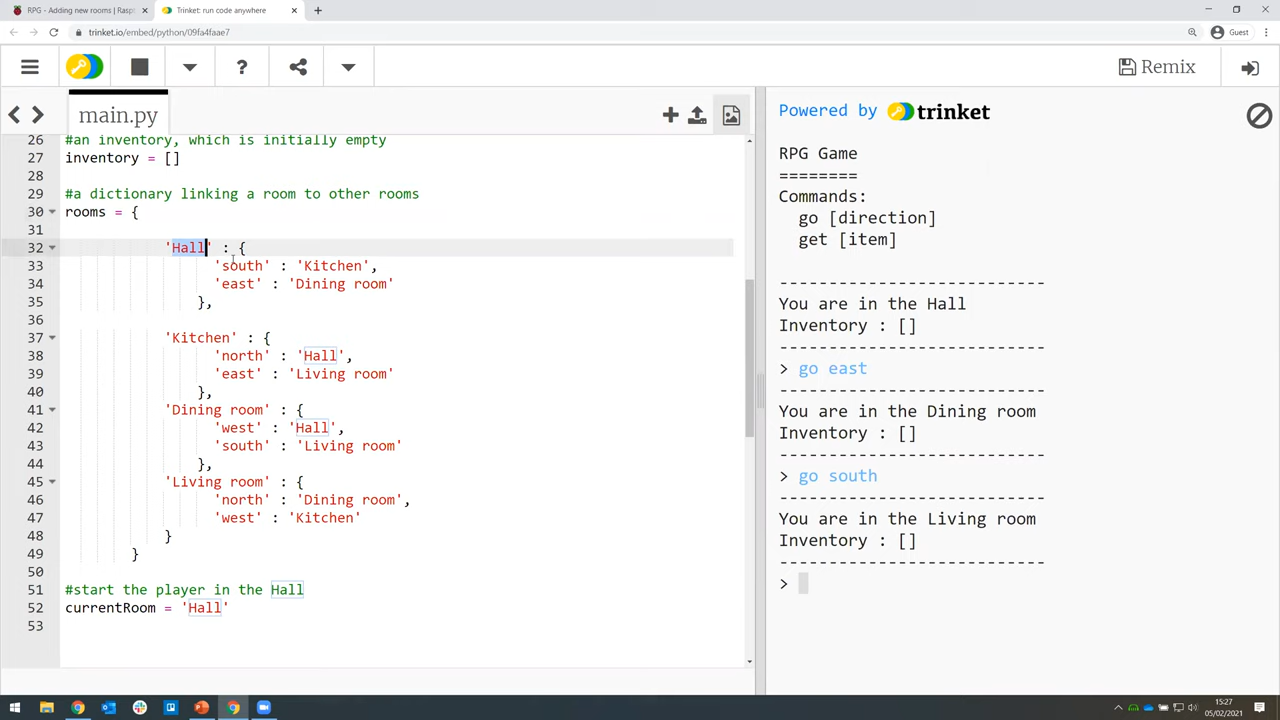 RPG - Adding new rooms | Rasp
Trinket: run code anywhere
trinket.io/embed/python/09fa4faae7
Guest
Remix
main.py
26 #an inventory, which is initially empty
27 inventory = []
28
29 #a dictionary linking a room to other rooms
30 rooms = {
31
32 'Hall' : {
33 'south' : 'Kitchen',
34 'east' : 'Dining room'
35 },
36
37 'Kitchen' : {
38 'north' : 'Hall',
39 'east' : 'Living room'
40 },
41 'Dining room' : {
42 'west' : 'Hall',
43 'south' : 'Living room'
44 },
45 'Living room' : {
46 'north' : 'Dining room',
47 'west' : 'Kitchen'
48 }
49 }
50
51 #start the player in the Hall
52 currentRoom = 'Hall'
53
Powered by trinket
RPG Game
========
Commands:
go [direction]
get [item]
---------------------------
You are in the Hall
Inventory : []
---------------------------
> go east
---------------------------
You are in the Dining room
Inventory : []
---------------------------
> go south
---------------------------
You are in the Living room
Inventory : []
---------------------------
>
15:27
05/02/2021